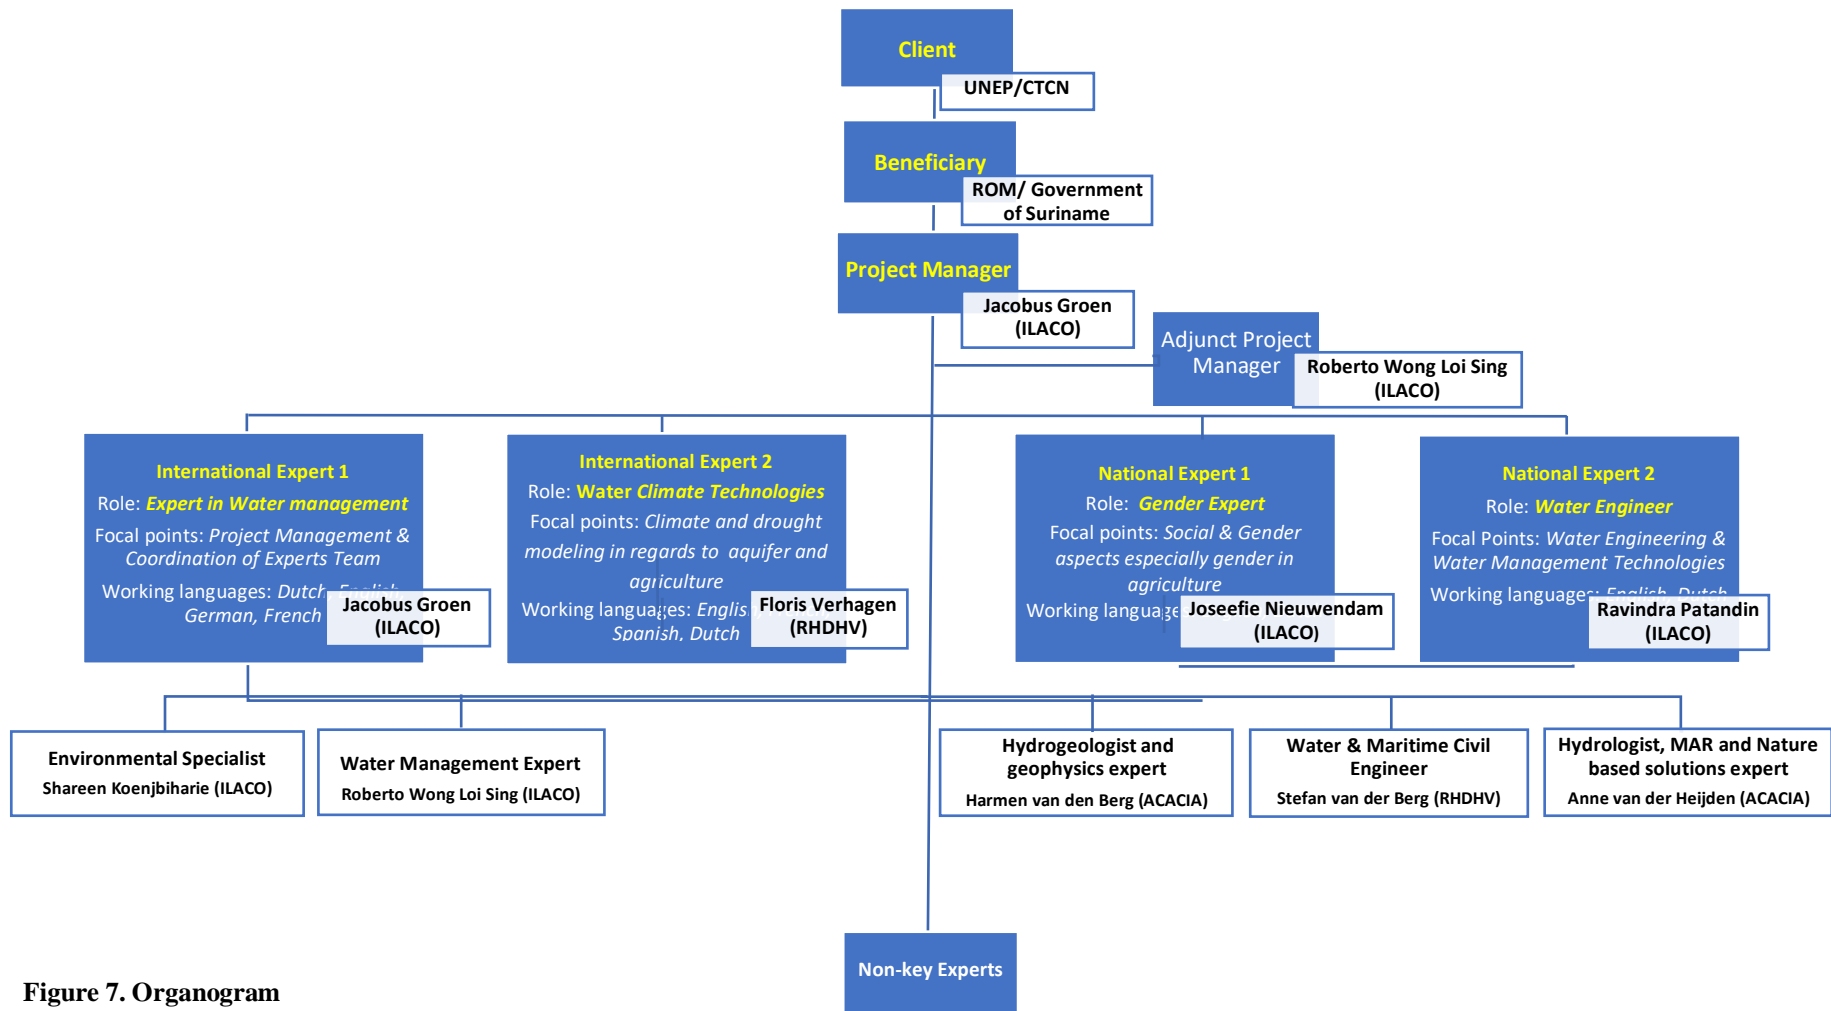 Client
UNEP/CTCN
Beneficiary
ROM/ Government
of Suriname
Project Manager
Jacobus Groen
(ILACO)
Adjunct Project
Manager
Roberto Wong Loi Sing
(ILACO)
International Expert 1
Role: Expert in Water management
Focal points: Project Management &
Coordination of Experts Team
Working languages: Dutch, English,
German, French
Jacobus Groen
(ILACO)
International Expert 2
Role: Water Climate Technologies
Focal points: Climate and drought
modeling in regards to aquifer and
agriculture
Working languages: English,
Spanish, Dutch
Floris Verhagen
(RHDHV)
National Expert 1
Role: Gender Expert
Focal points: Social & Gender
aspects especially gender in
agriculture
Working languages:
Joseefie Nieuwendam
(ILACO)
National Expert 2
Role: Water Engineer
Focal Points: Water Engineering &
Water Management Technologies
Working languages: English, Dutch
Ravindra Patandin
(ILACO)
Environmental Specialist
Shareen Koenjbiharie (ILACO)
Water Management Expert
Roberto Wong Loi Sing (ILACO)
Hydrogeologist and
geophysics expert
Harmen van den Berg (ACACIA)
Water & Maritime Civil
Engineer
Stefan van der Berg (RHDHV)
Hydrologist, MAR and Nature
based solutions expert
Anne van der Heijden (ACACIA)
Non-key Experts
Figure 7. Organogram